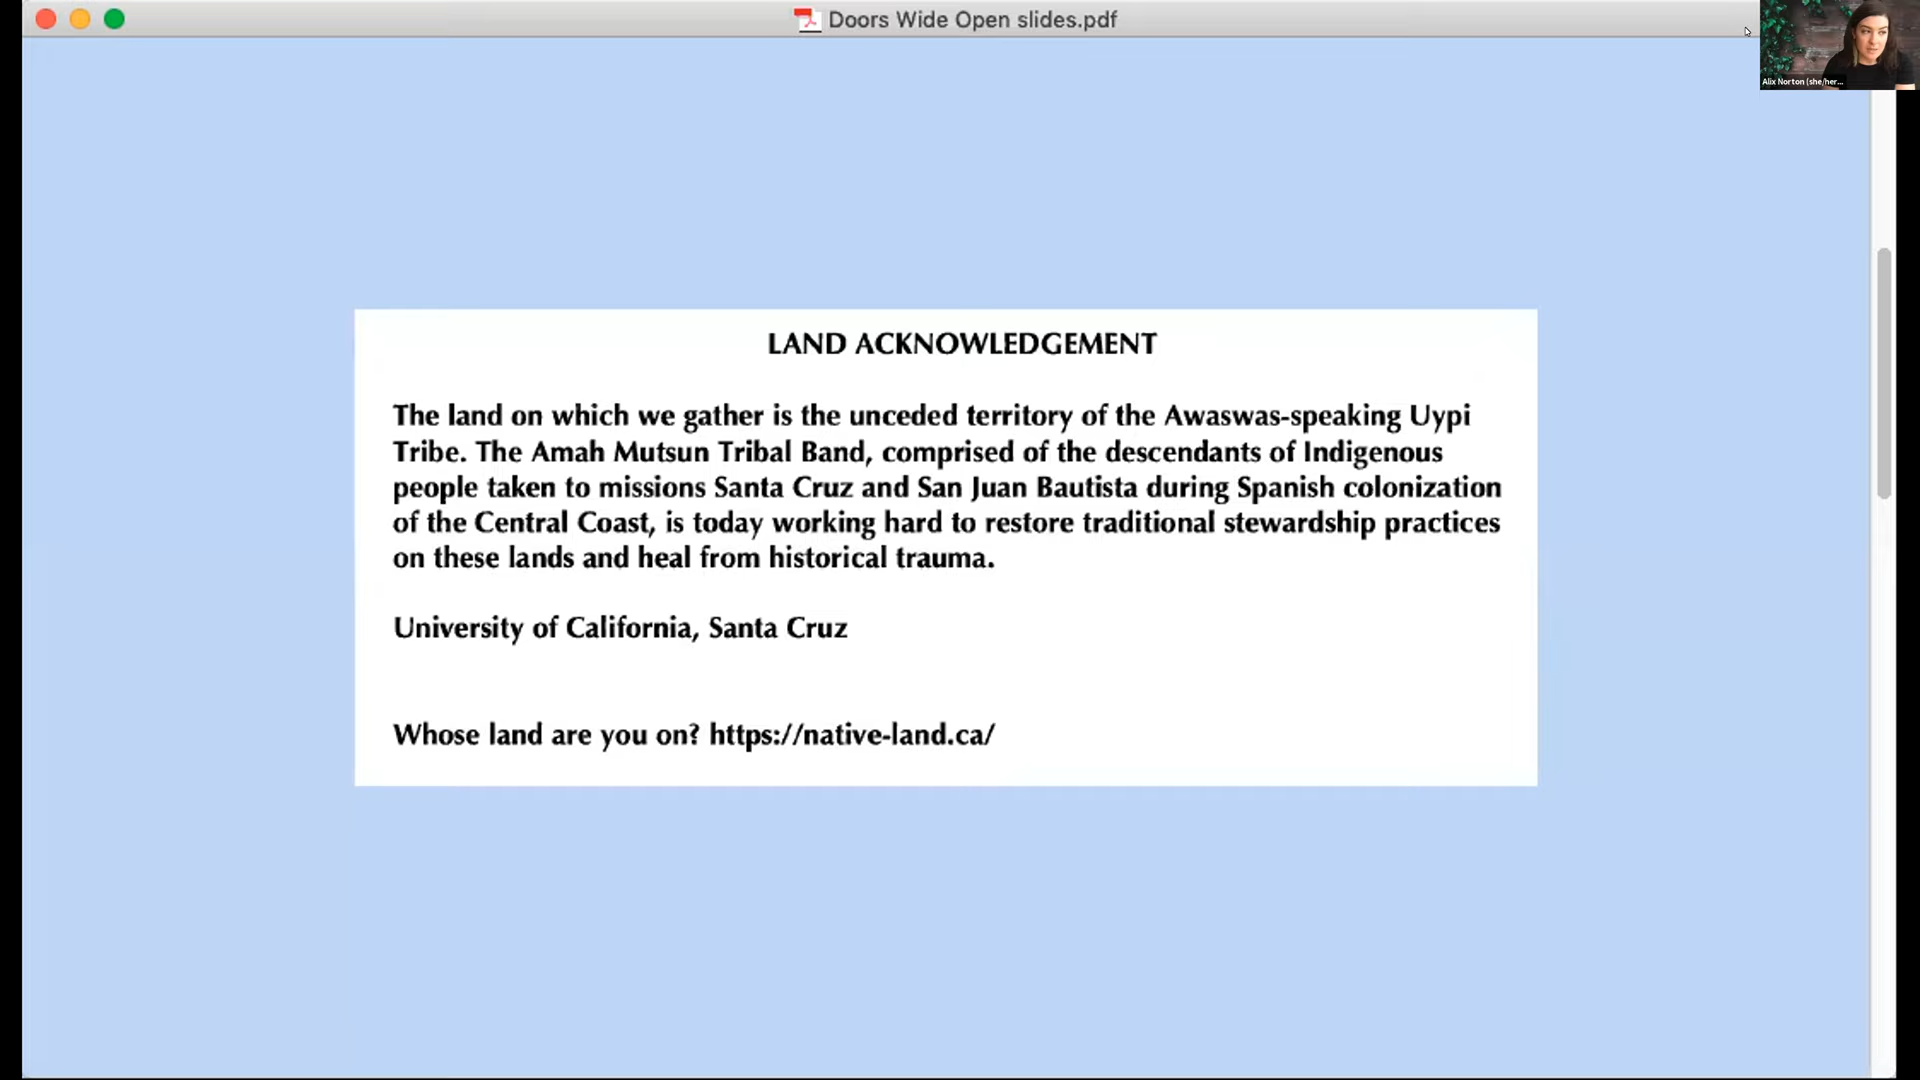 Doors Wide Open slides.pdf
Alix Norton (she/her...
LAND ACKNOWLEDGEMENT
The land on which we gather is the unceded territory of the Awaswas-speaking Uypi
Tribe. The Amah Mutsun Tribal Band, comprised of the descendants of Indigenous
people taken to missions Santa Cruz and San Juan Bautista during Spanish colonization
of the Central Coast, is today working hard to restore traditional stewardship practices
on these lands and heal from historical trauma.
University of California, Santa Cruz
Whose land are you on? https://native-land.ca/